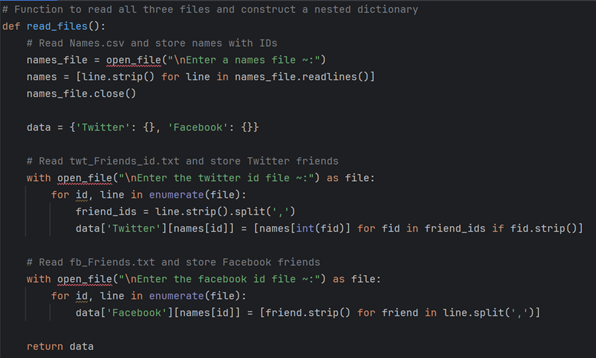 # Function to read all three files and construct a nested dictionary
def read_files():
    # Read Names.csv and store names with IDs
    names_file = open_file("\nEnter a names file ~:")
    names = [line.strip() for line in names_file.readlines()]
    names_file.close()

    data = {'Twitter': {}, 'Facebook': {}}

    # Read twt_Friends_id.txt and store Twitter friends
    with open_file("\nEnter the twitter id file ~:") as file:
        for id, line in enumerate(file):
            friend_ids = line.strip().split(',')
            data['Twitter'][names[id]] = [names[int(fid)] for fid in friend_ids if fid.strip()]

    # Read fb_Friends.txt and store Facebook friends
    with open_file("\nEnter the facebook id file ~:") as file:
        for id, line in enumerate(file):
            data['Facebook'][names[id]] = [friend.strip() for friend in line.split(',')]

    return data